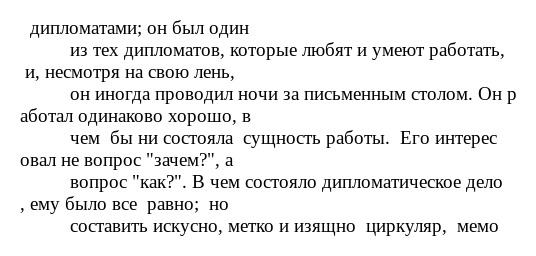 дипломатами; он был один
из тех дипломатов, которые любят и умеют работать,
и, несмотря на свою лень,
он иногда проводил ночи за письменным столом. Он р
аботал одинаково хорошо, в
чем  бы ни состояла  сущность работы.  Его интерес
овал не вопрос "зачем?", а
вопрос "как?". В чем состояло дипломатическое дело
, ему было все  равно;  но
составить искусно, метко и изящно  циркуляр,  мемо